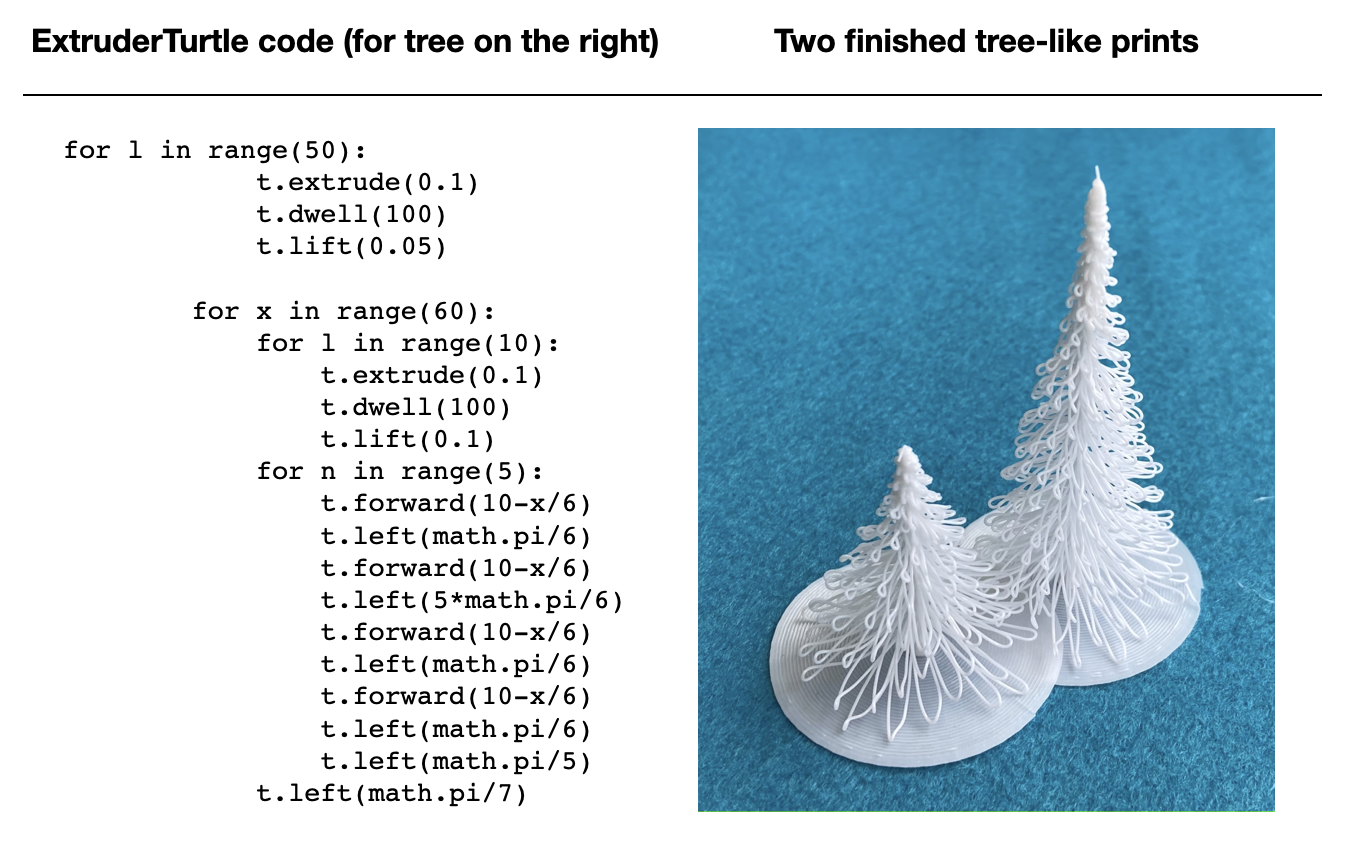 ExtruderTurtle code (for tree on the right)
Two finished tree-like prints
for l in range(50):
t.extrude(0.1)
t.dwell(100)
t.lift(0.05)
for x in range(60):
for l in range(10):
t.extrude(0.1)
t.dwell(100)
t.lift(0.1)
for n in range(5):
t.forward(10-x/6)
t.left(math.pi/6)
t.forward(10-x/6)
t.left(5*math.pi/6)
t.forward(10-x/6)
t.left(math.pi/6)
t.forward(10-x/6)
t.left(math.pi/6)
t.left(math.pi/5)
t.left(math.pi/7)